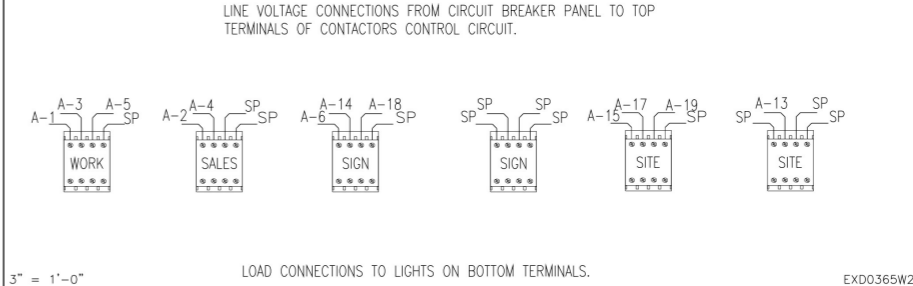 LINE VOLTAGE CONNECTIONS FROM CIRCUIT BREAKER PANEL TO TOP
TERMINALS OF CONTACTORS CONTROL CIRCUIT.
A-3 A-5
A-1 SP
WORK
A-4 SP
A-2 SP
SALES
A-14 A-18
A-6 SP
SIGN
SP SP
SP SP
SIGN
A-17 A-19
A-15 SP
SITE
A-13 SP
SP SP
SITE
LOAD CONNECTIONS TO LIGHTS ON BOTTOM TERMINALS.
3" = 1'-0"
EXD0365W2